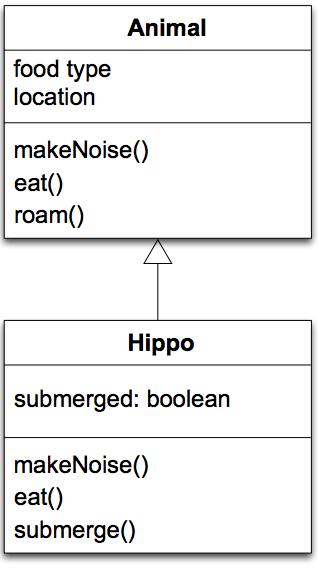 Animal
food type
location
makeNoise()
eat()
roam()
Hippo
submerged: boolean
makeNoise()
eat()
submerge()